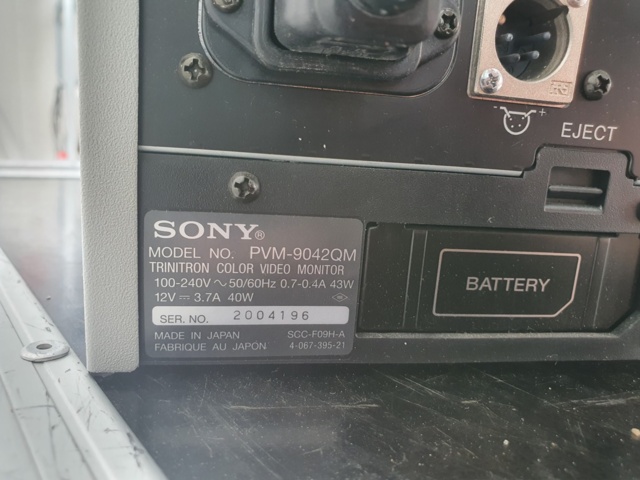 - +
EJECT
SONY®
MODEL NO. PVM-9042QM
TRINITRON COLOR VIDEO MONITOR
100-240V ~ 50/60Hz 0.7-0.4A 43W
12V ⎓ 3.7A 40W
SER. NO. 2004196
MADE IN JAPAN SCC-F09H-A
FABRIQUE AU JAPON 4-067-395-21
BATTERY